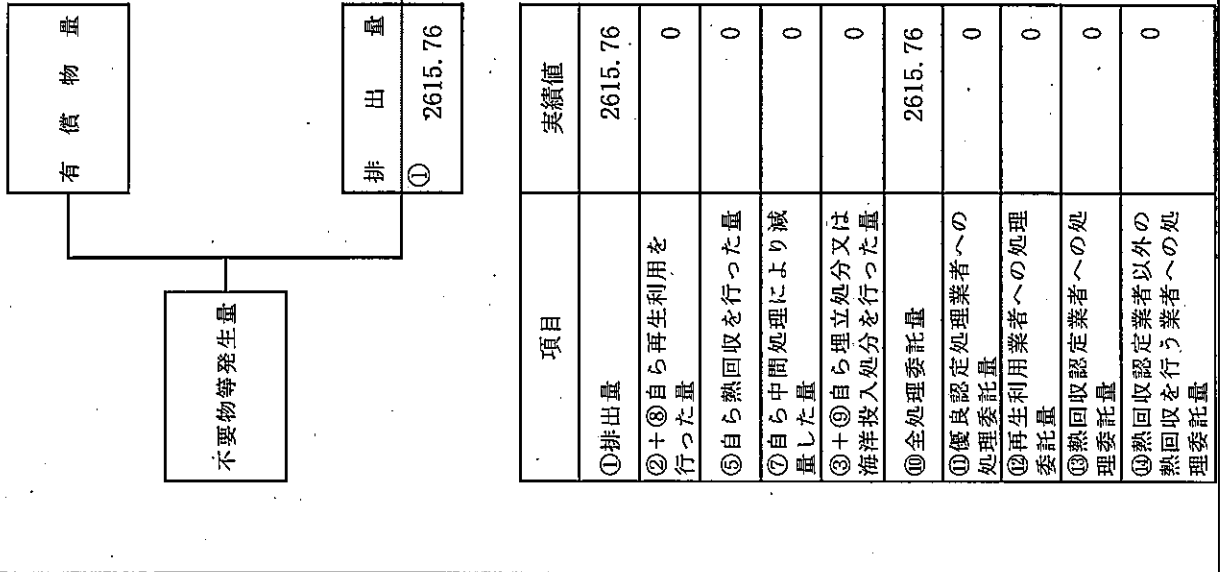 不要物等発生量
有償物量
排出量
① 2615.76
項目 実績値
①排出量 2615.76
②+⑧自ら再生利用を
行った量 0
⑤自ら熱回収を行った量 0
⑦自ら中間処理により減
量した量 0
③+⑨自ら埋立処分又は
海洋投入処分を行った量 0
⑩全処理委託量 2615.76
⑪優良認定処理業者への
処理委託量 0
⑫再生利用業者への処理
委託量 0
⑬熱回収認定業者への処
理委託量 0
⑭熱回収認定業者以外の
熱回収を行う業者への処
理委託量 0